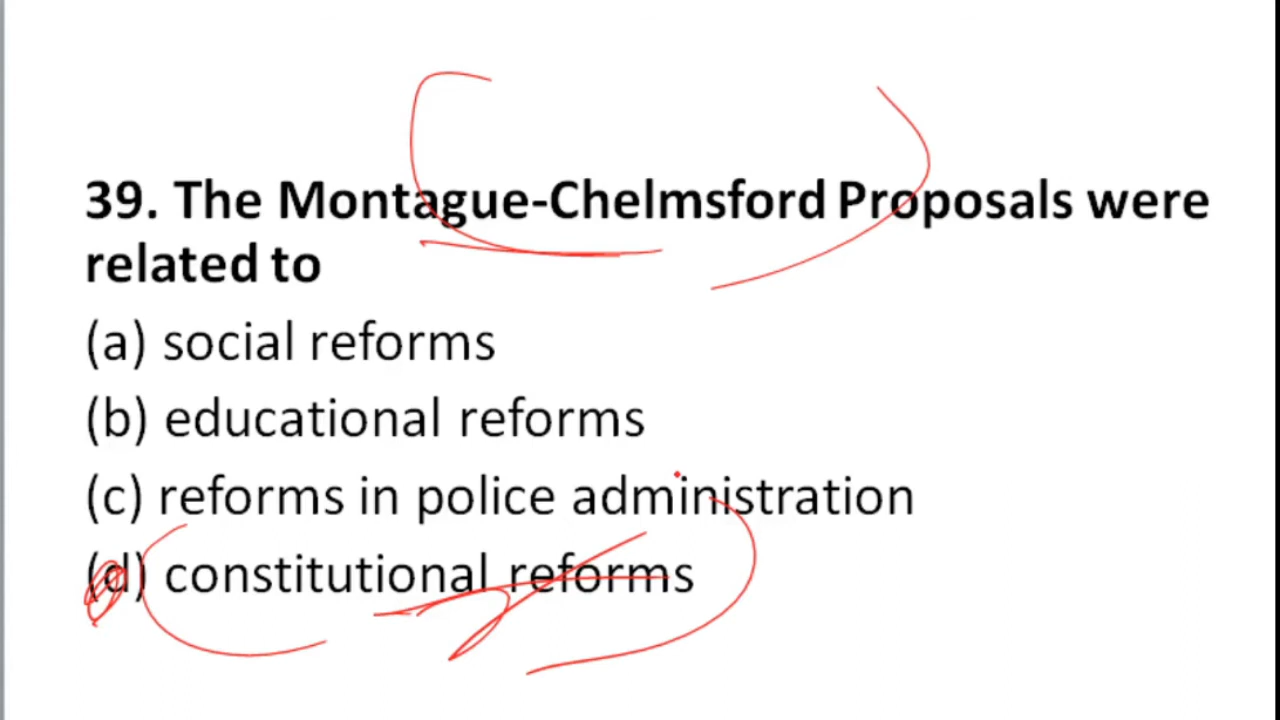 39. The Montague-Chelmsford Proposals were
related to
(a) social reforms
(b) educational reforms
(c) reforms in police administration
(d) constitutional reforms